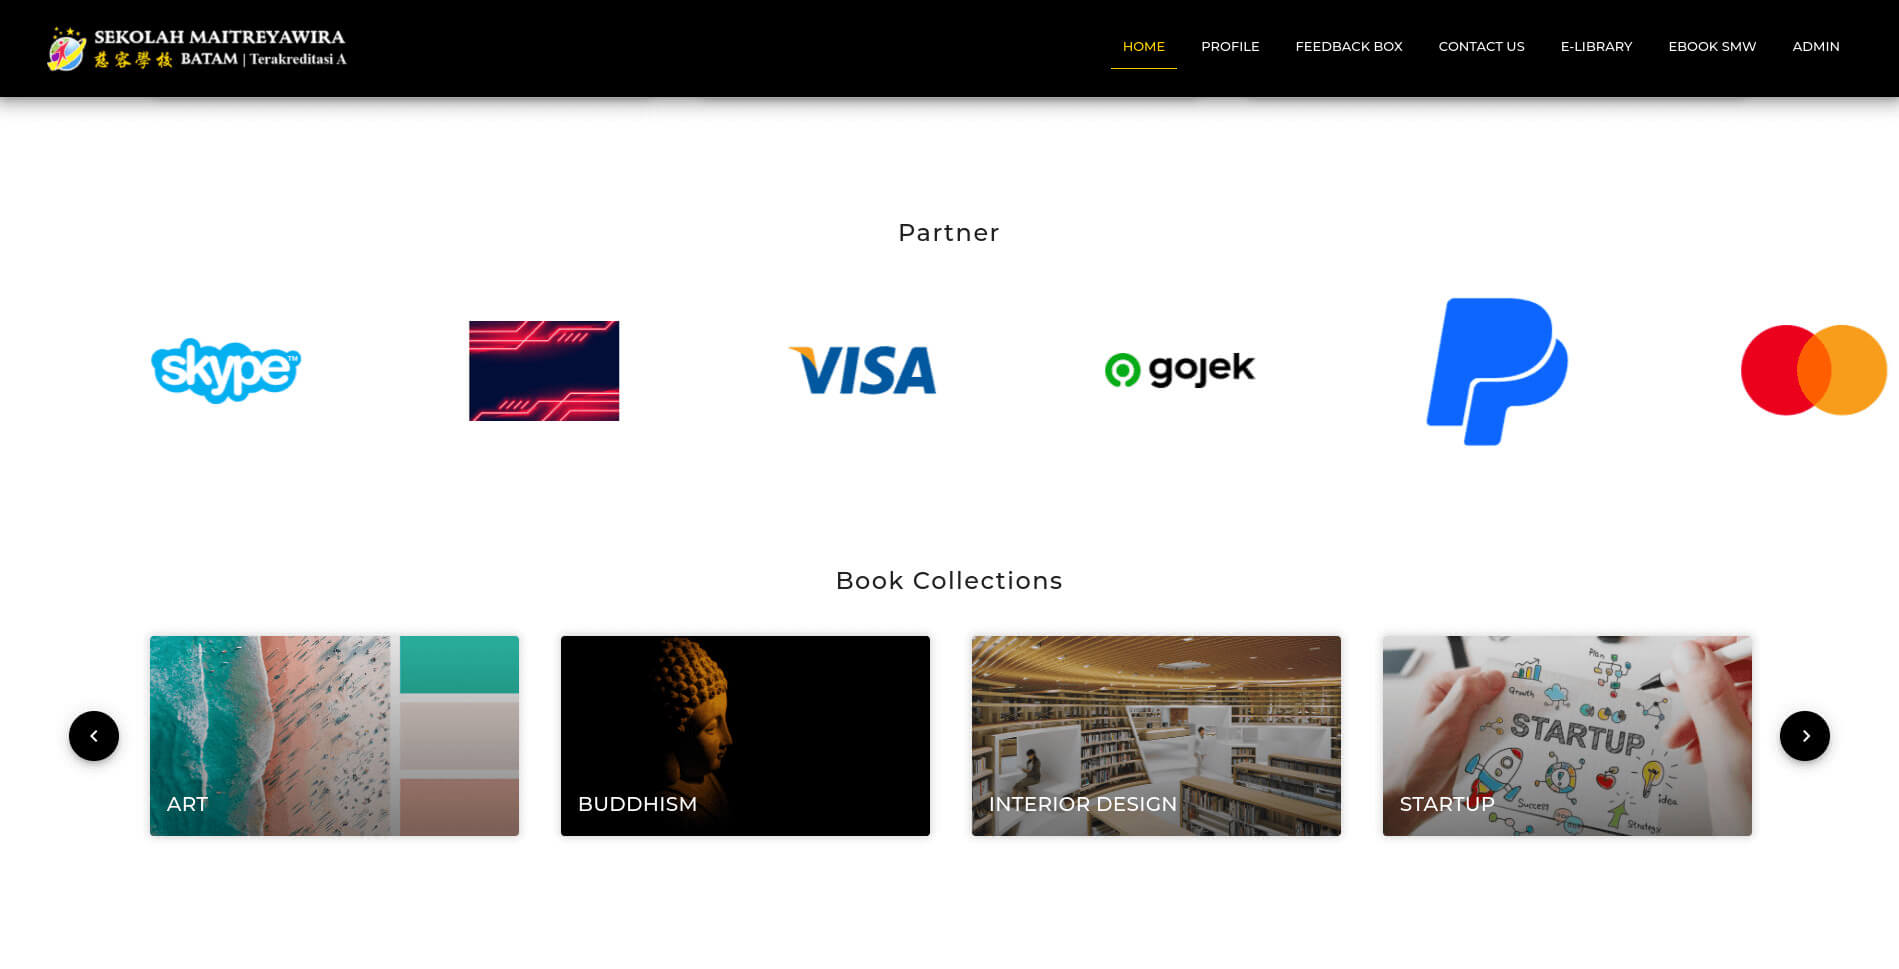 SEKOLAH MAITREYAWIRA
慈容學校 BATAM | Terakreditasi A
HOME
PROFILE
FEEDBACK BOX
CONTACT US
E-LIBRARY
EBOOK SMW
ADMIN
Partner
skype™
VISA
gojek
Book Collections
ART
BUDDHISM
INTERIOR DESIGN
Plan
Growth
STARTUP
Success
idea
Strategy
STARTUP